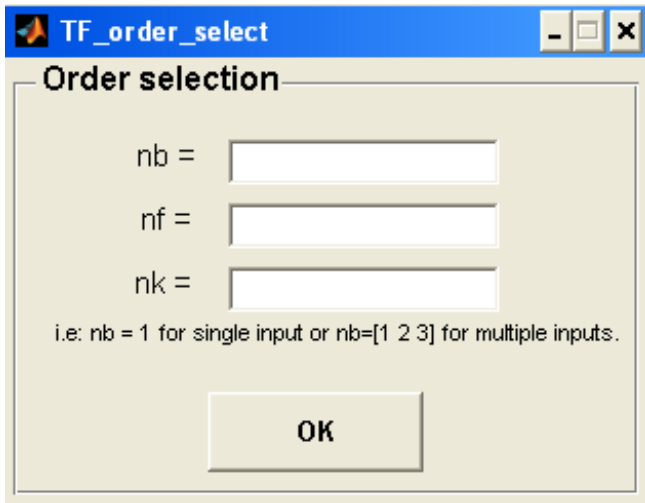 TF_order_select
Order selection
nb =
nf =
nk =
i.e: nb = 1 for single input or nb=[1 2 3] for multiple inputs.
OK